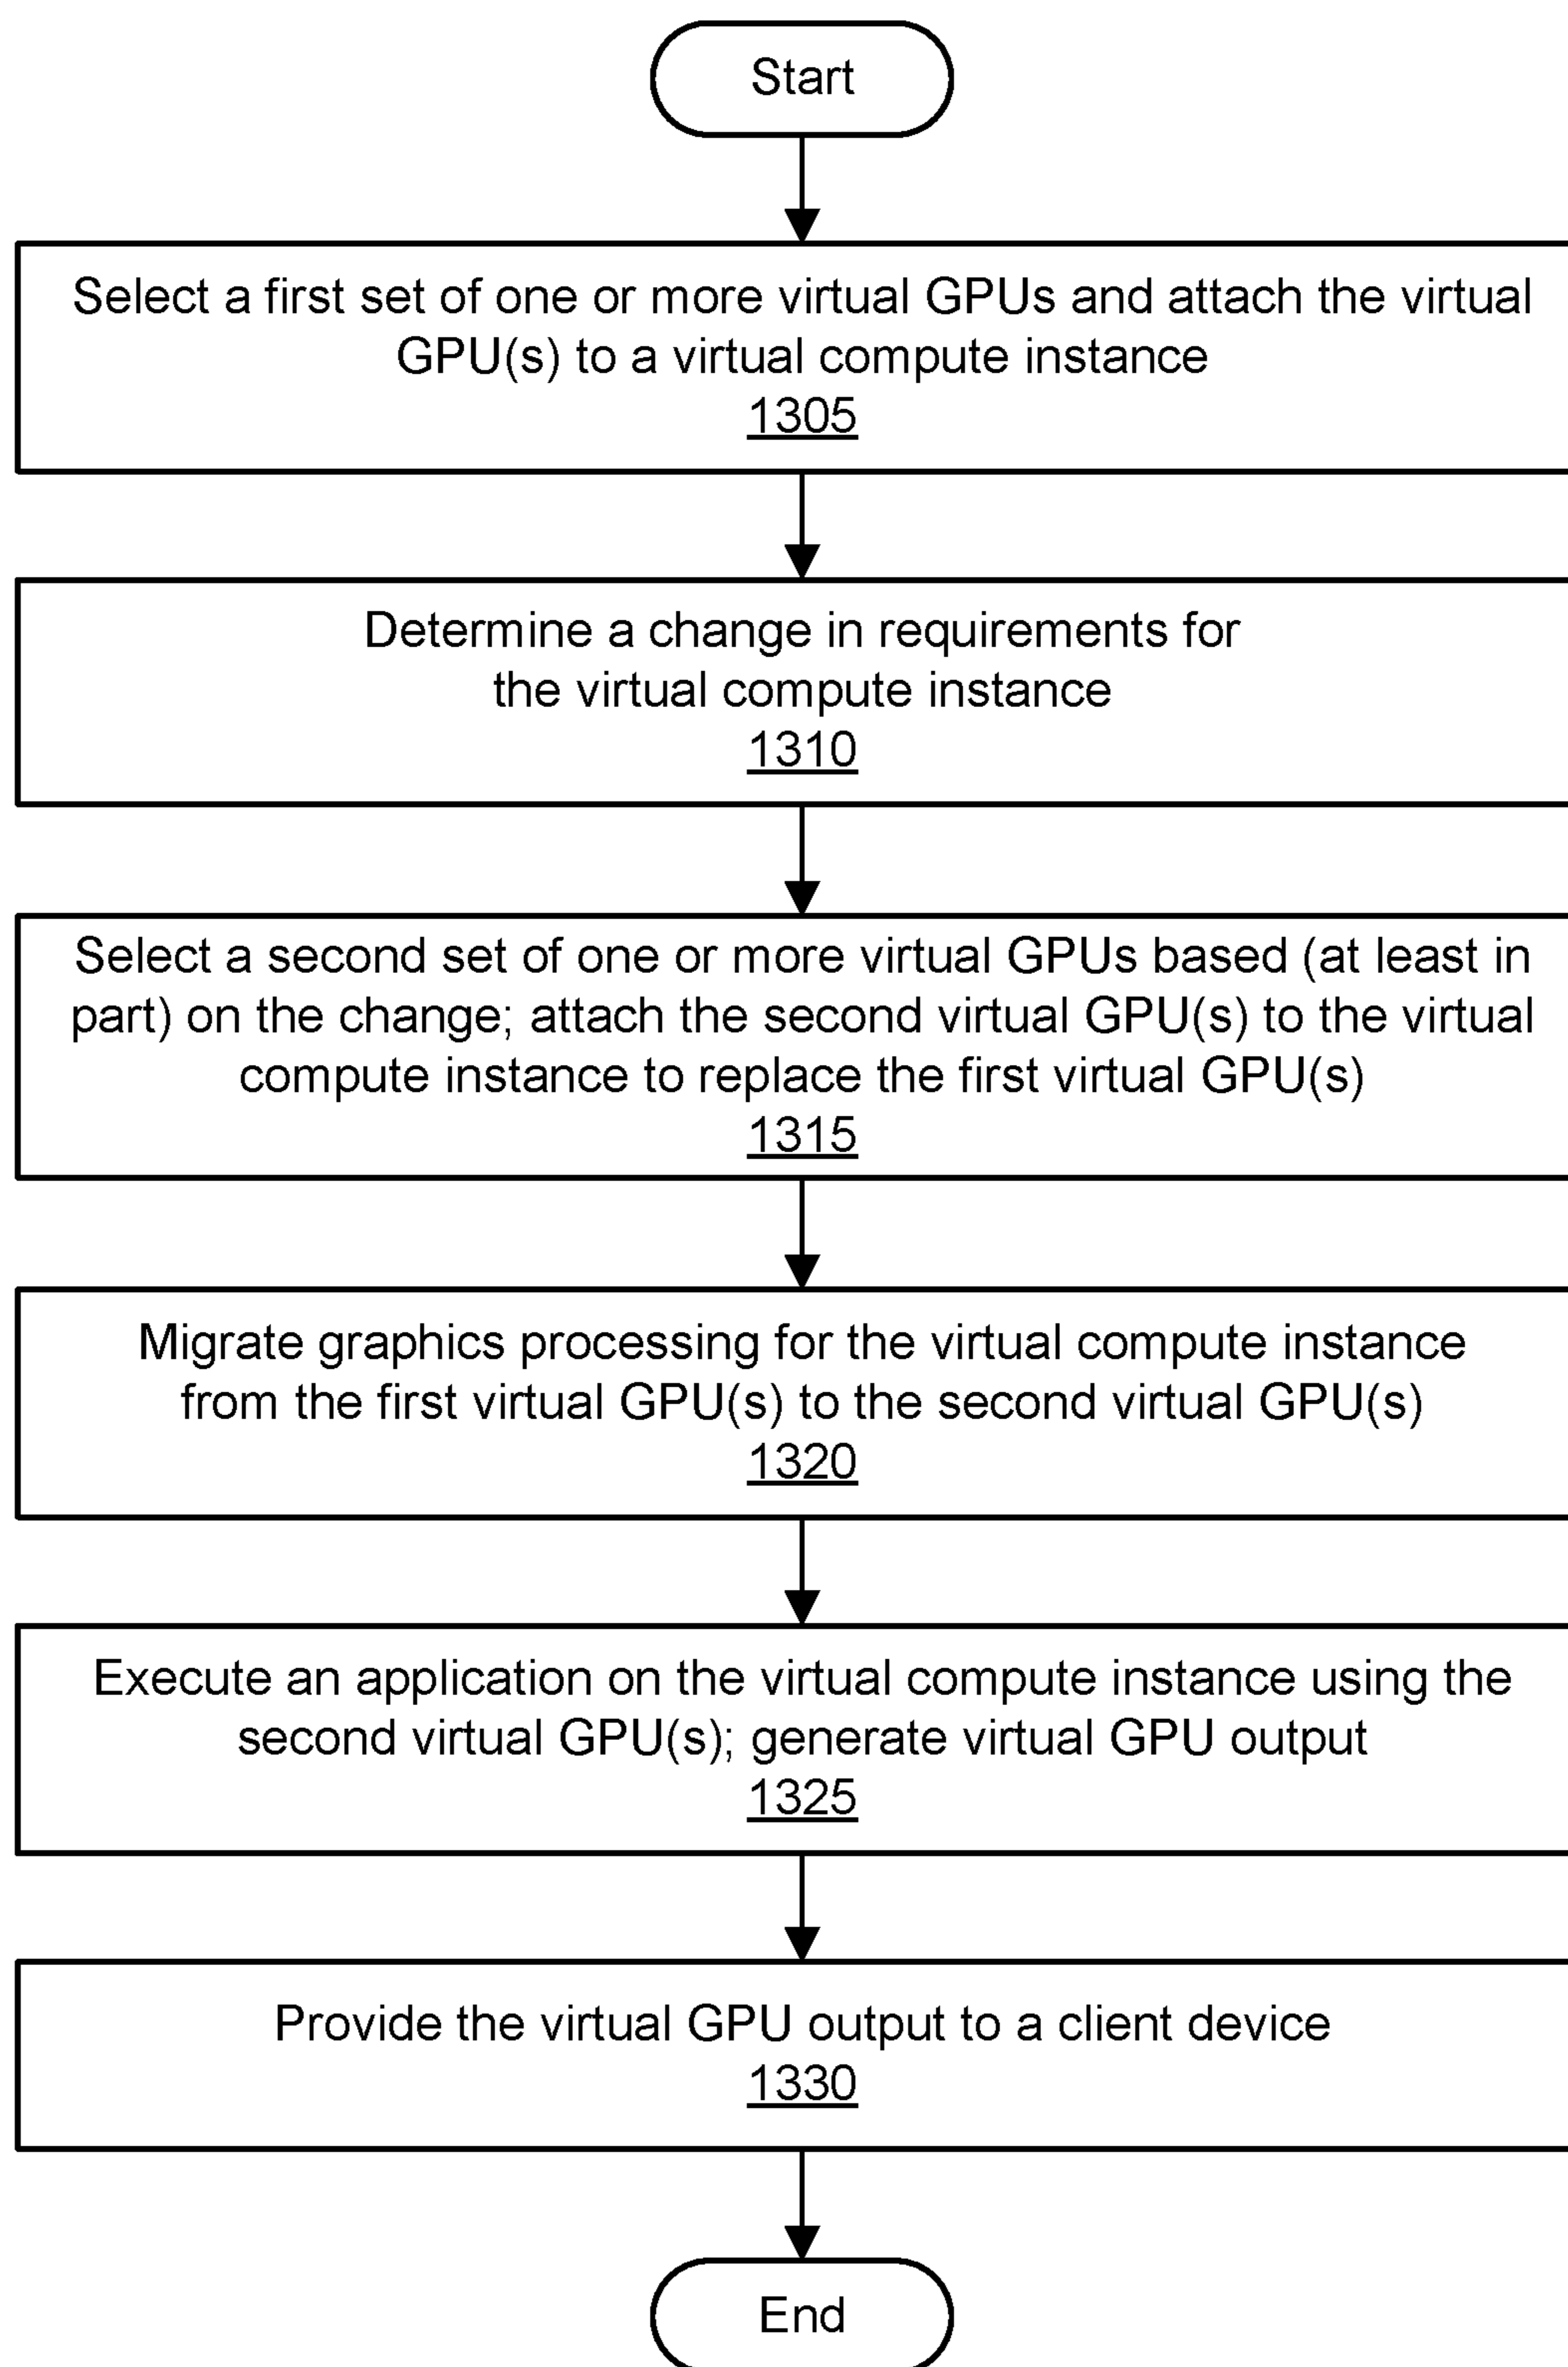 Start
Select a first set of one or more virtual GPUs and attach the virtual
GPU(s) to a virtual compute instance
1305
Determine a change in requirements for
the virtual compute instance
1310
Select a second set of one or more virtual GPUs based (at least in
part) on the change; attach the second virtual GPU(s) to the virtual
compute instance to replace the first virtual GPU(s)
1315
Migrate graphics processing for the virtual compute instance
from the first virtual GPU(s) to the second virtual GPU(s)
1320
Execute an application on the virtual compute instance using the
second virtual GPU(s); generate virtual GPU output
1325
Provide the virtual GPU output to a client device
1330
End